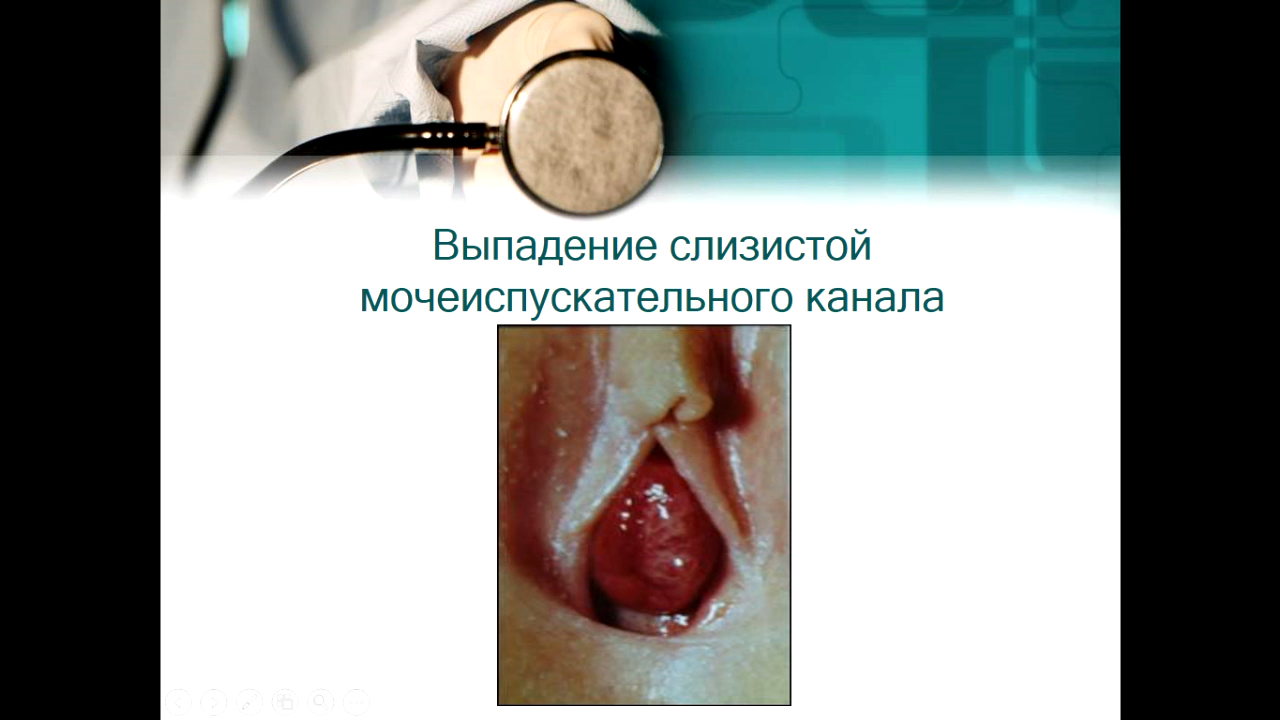 Выпадение слизистой
мочеиспускательного канала